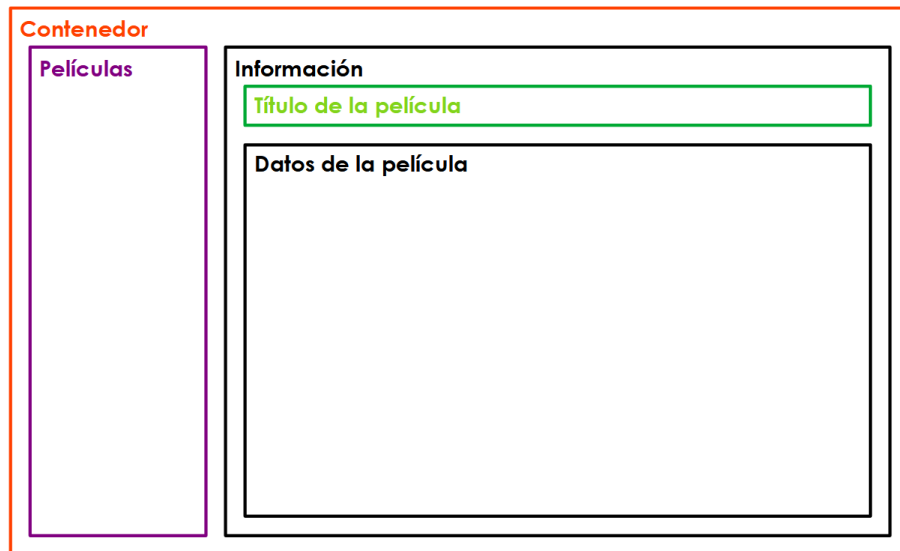 Contenedor
Películas
Información
Título de la película
Datos de la película